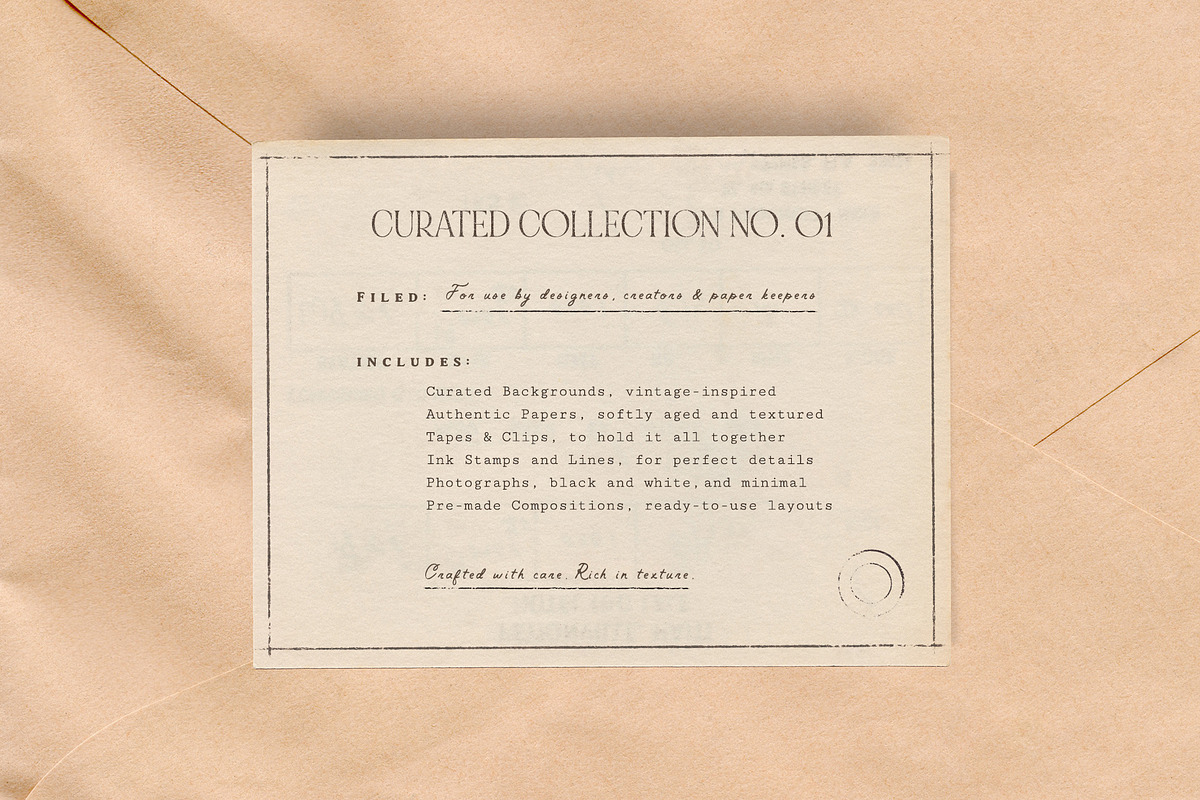 CURATED COLLECTION NO. 01
FILED: For use by designers, creators & paper keepers
INCLUDES:
Curated Backgrounds, vintage-inspired
Authentic Papers, softly aged and textured
Tapes & Clips, to hold it all together
Ink Stamps and Lines, for perfect details
Photographs, black and white, and minimal
Pre-made Compositions, ready-to-use layouts
Crafted with care. Rich in texture.